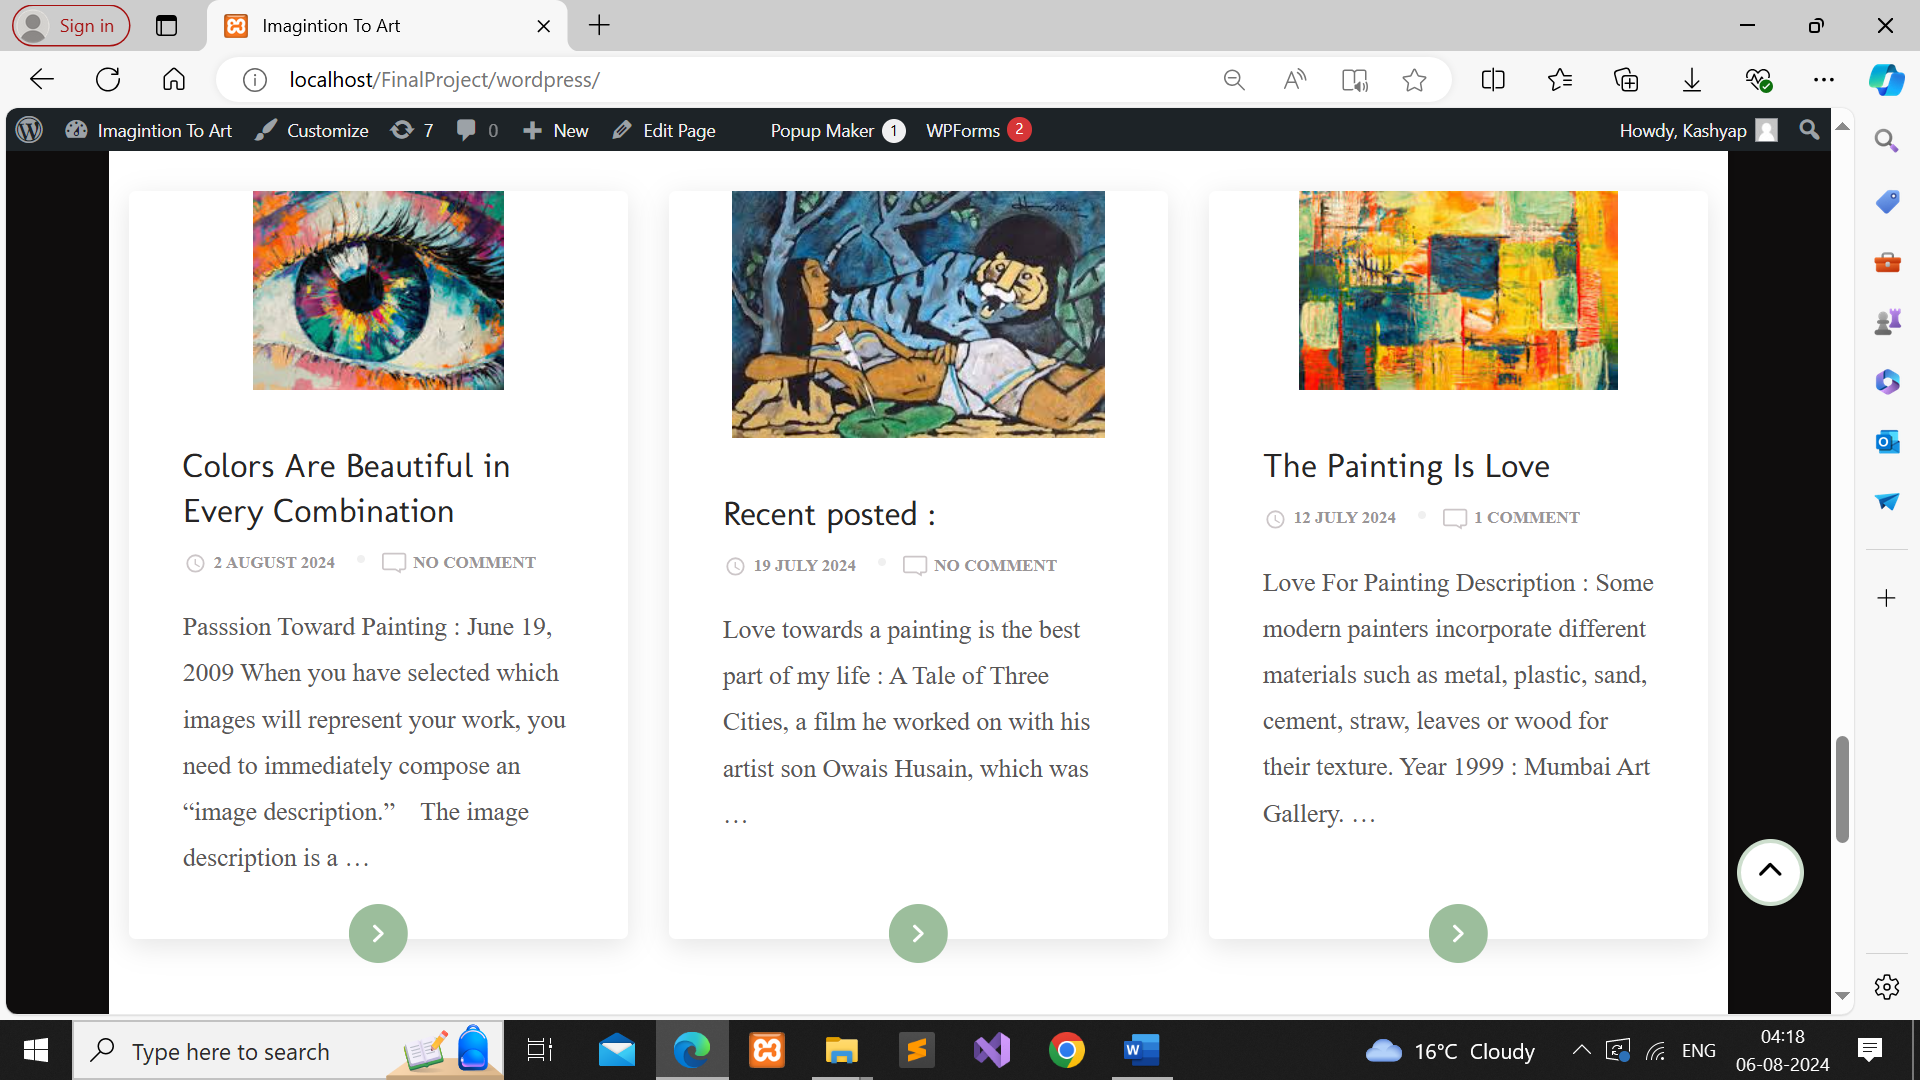 Sign in
Imagintion To Art
localhost/FinalProject/wordpress/
Imagintion To Art Customize 7 0 New Edit Page Popup Maker 1 WPForms 2 Howdy, Kashyap
Colors Are Beautiful in
Every Combination
2 AUGUST 2024 NO COMMENT
Passsion Toward Painting : June 19,
2009 When you have selected which
images will represent your work, you
need to immediately compose an
“image description.” The image
description is a …
Recent posted :
19 JULY 2024 NO COMMENT
Love towards a painting is the best
part of my life : A Tale of Three
Cities, a film he worked on with his
artist son Owais Husain, which was
…
The Painting Is Love
12 JULY 2024 1 COMMENT
Love For Painting Description : Some
modern painters incorporate different
materials such as metal, plastic, sand,
cement, straw, leaves or wood for
their texture. Year 1999 : Mumbai Art
Gallery. …
Type here to search
16°C Cloudy
ENG
04:18
06-08-2024